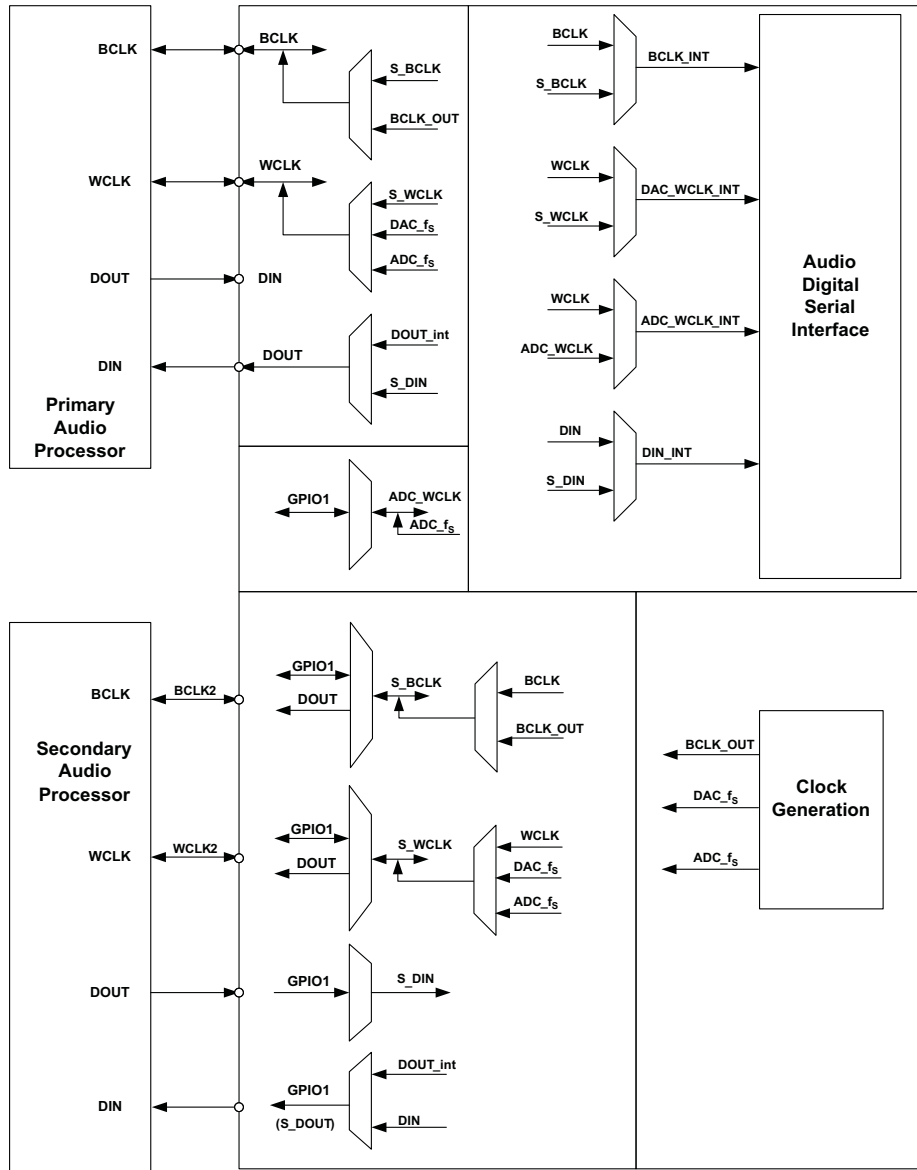 BCLK
BCLK
S_BCLK
BCLK_OUT
WCLK
WCLK
S_WCLK
DAC_fS
ADC_fS
DOUT
DIN
DIN
DOUT
DOUT_int
S_DIN
Primary
Audio
Processor
BCLK
S_BCLK
BCLK_INT
WCLK
S_WCLK
DAC_WCLK_INT
WCLK
ADC_WCLK
ADC_WCLK_INT
DIN
S_DIN
DIN_INT
Audio
Digital
Serial
Interface
GPIO1
ADC_WCLK
ADC_fS
BCLK
BCLK2
GPIO1
DOUT
S_BCLK
BCLK
BCLK_OUT
Secondary
Audio
Processor
WCLK
WCLK2
GPIO1
DOUT
S_WCLK
WCLK
DAC_fS
ADC_fS
DOUT
GPIO1
S_DIN
DIN
GPIO1
(S_DOUT)
DOUT_int
DIN
BCLK_OUT
DAC_fS
ADC_fS
Clock
Generation